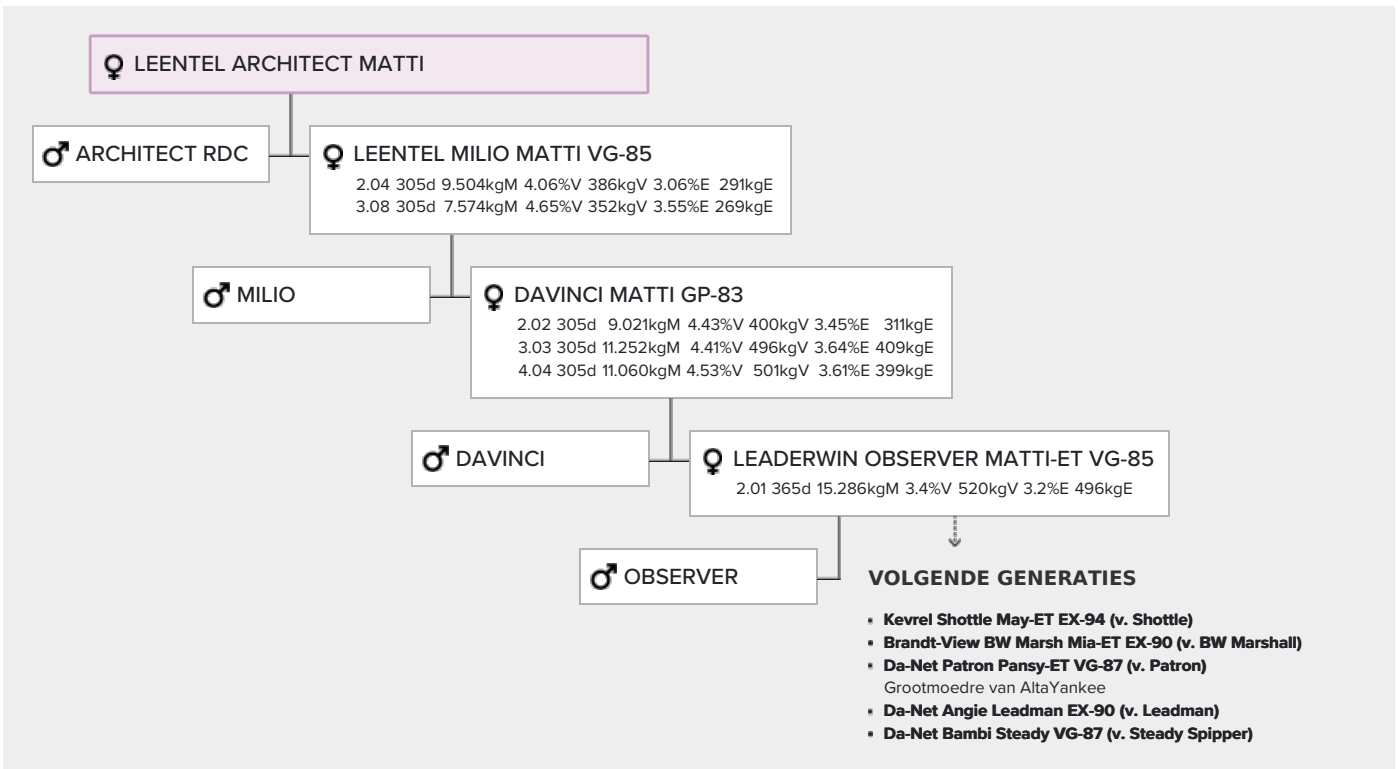 ♀ LEENTEL ARCHITECT MATTI
♂ ARCHITECT RDC
♀ LEENTEL MILIO MATTI VG-85
2.04 305d 9.504kgM 4.06%V 386kgV 3.06%E 291kgE
3.08 305d 7.574kgM 4.65%V 352kgV 3.55%E 269kgE
♂ MILIO
♀ DAVINCI MATTI GP-83
2.02 305d 9.021kgM 4.43%V 400kgV 3.45%E 311kgE
3.03 305d 11.252kgM 4.41%V 496kgV 3.64%E 409kgE
4.04 305d 11.060kgM 4.53%V 501kgV 3.61%E 399kgE
♂ DAVINCI
♀ LEADERWIN OBSERVER MATTI-ET VG-85
2.01 365d 15.286kgM 3.4%V 520kgV 3.2%E 496kgE
♂ OBSERVER
VOLGENDE GENERATIES
• Kevrel Shottle May-ET EX-94 (v. Shottle)
• Brandt-View BW Marsh Mia-ET EX-90 (v. BW Marshall)
• Da-Net Patron Pansy-ET VG-87 (v. Patron)
Grootmoedre van AltaYankee
• Da-Net Angie Leadman EX-90 (v. Leadman)
• Da-Net Bambi Steady VG-87 (v. Steady Spipper)